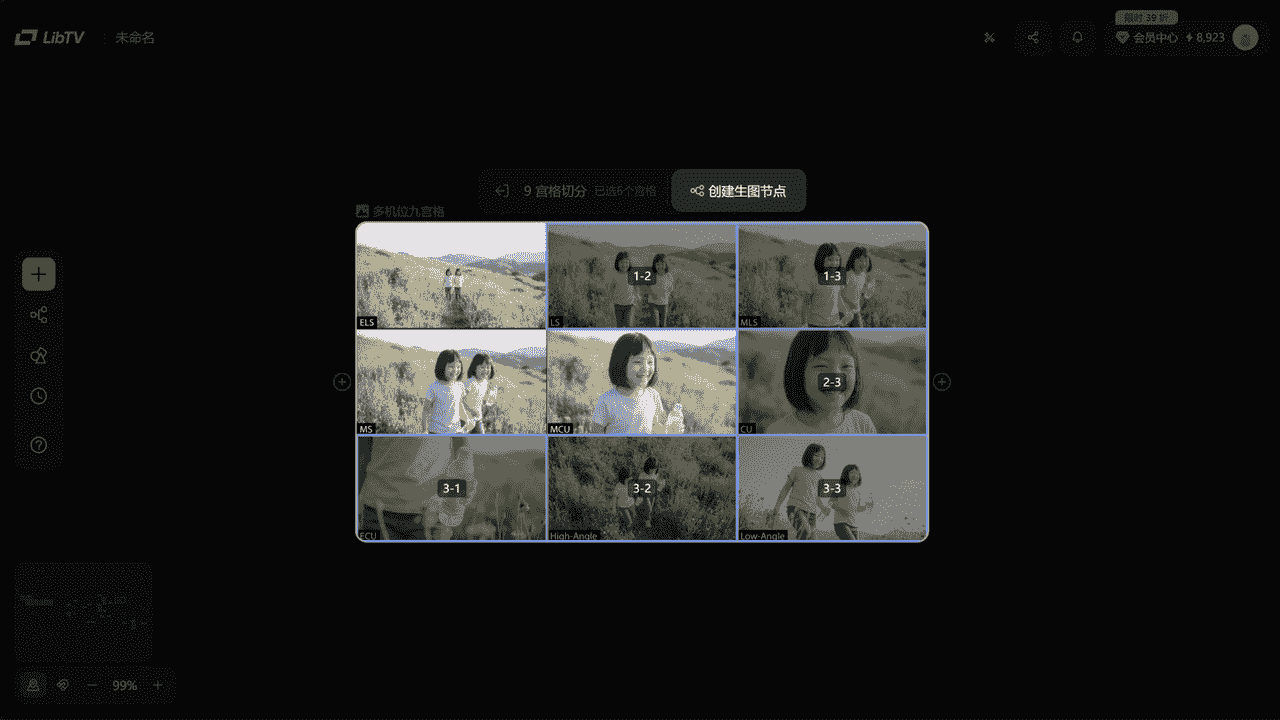 LibTV
未命名
限时 39 折
会员中心
8,923
9 宫格切分 已选6个宫格
创建生图节点
多机位九宫格
ELS
LS
1-2
MLS
1-3
MS
MCU
CU
2-3
ECU
3-1
High-Angle
3-2
Low-Angle
3-3
99%